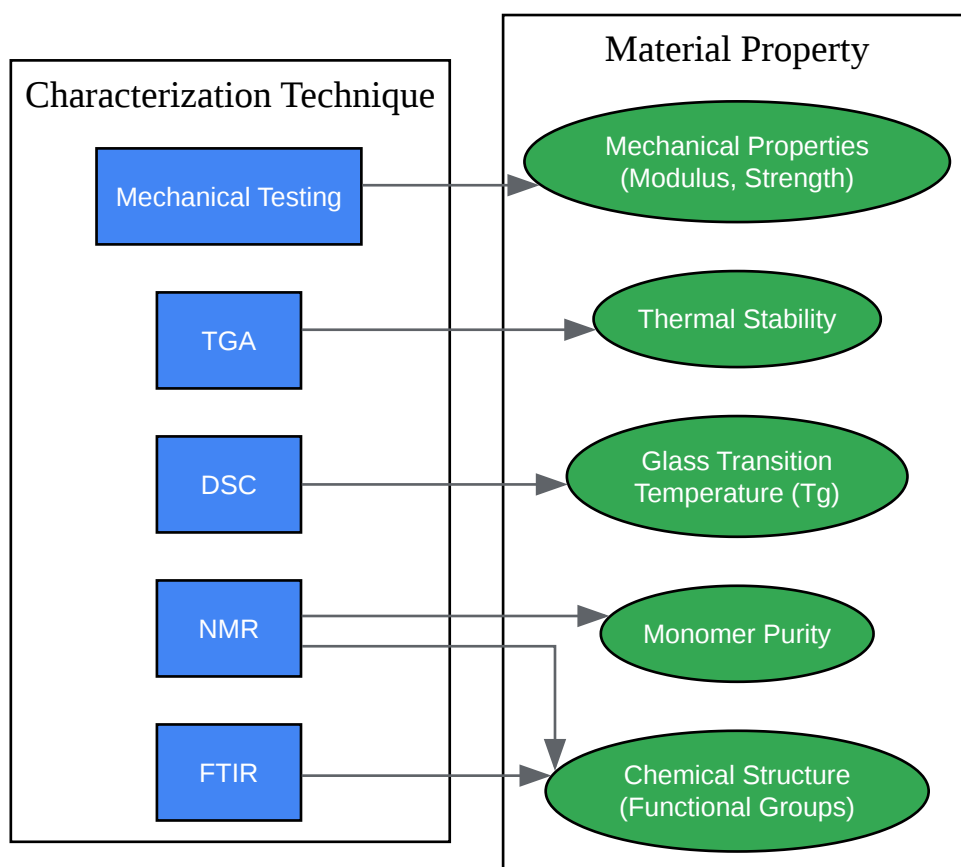 Characterization Technique
Mechanical Testing
TGA
DSC
NMR
FTIR
Material Property
Mechanical Properties
(Modulus, Strength)
Thermal Stability
Glass Transition
Temperature (Tg)
Monomer Purity
Chemical Structure
(Functional Groups)